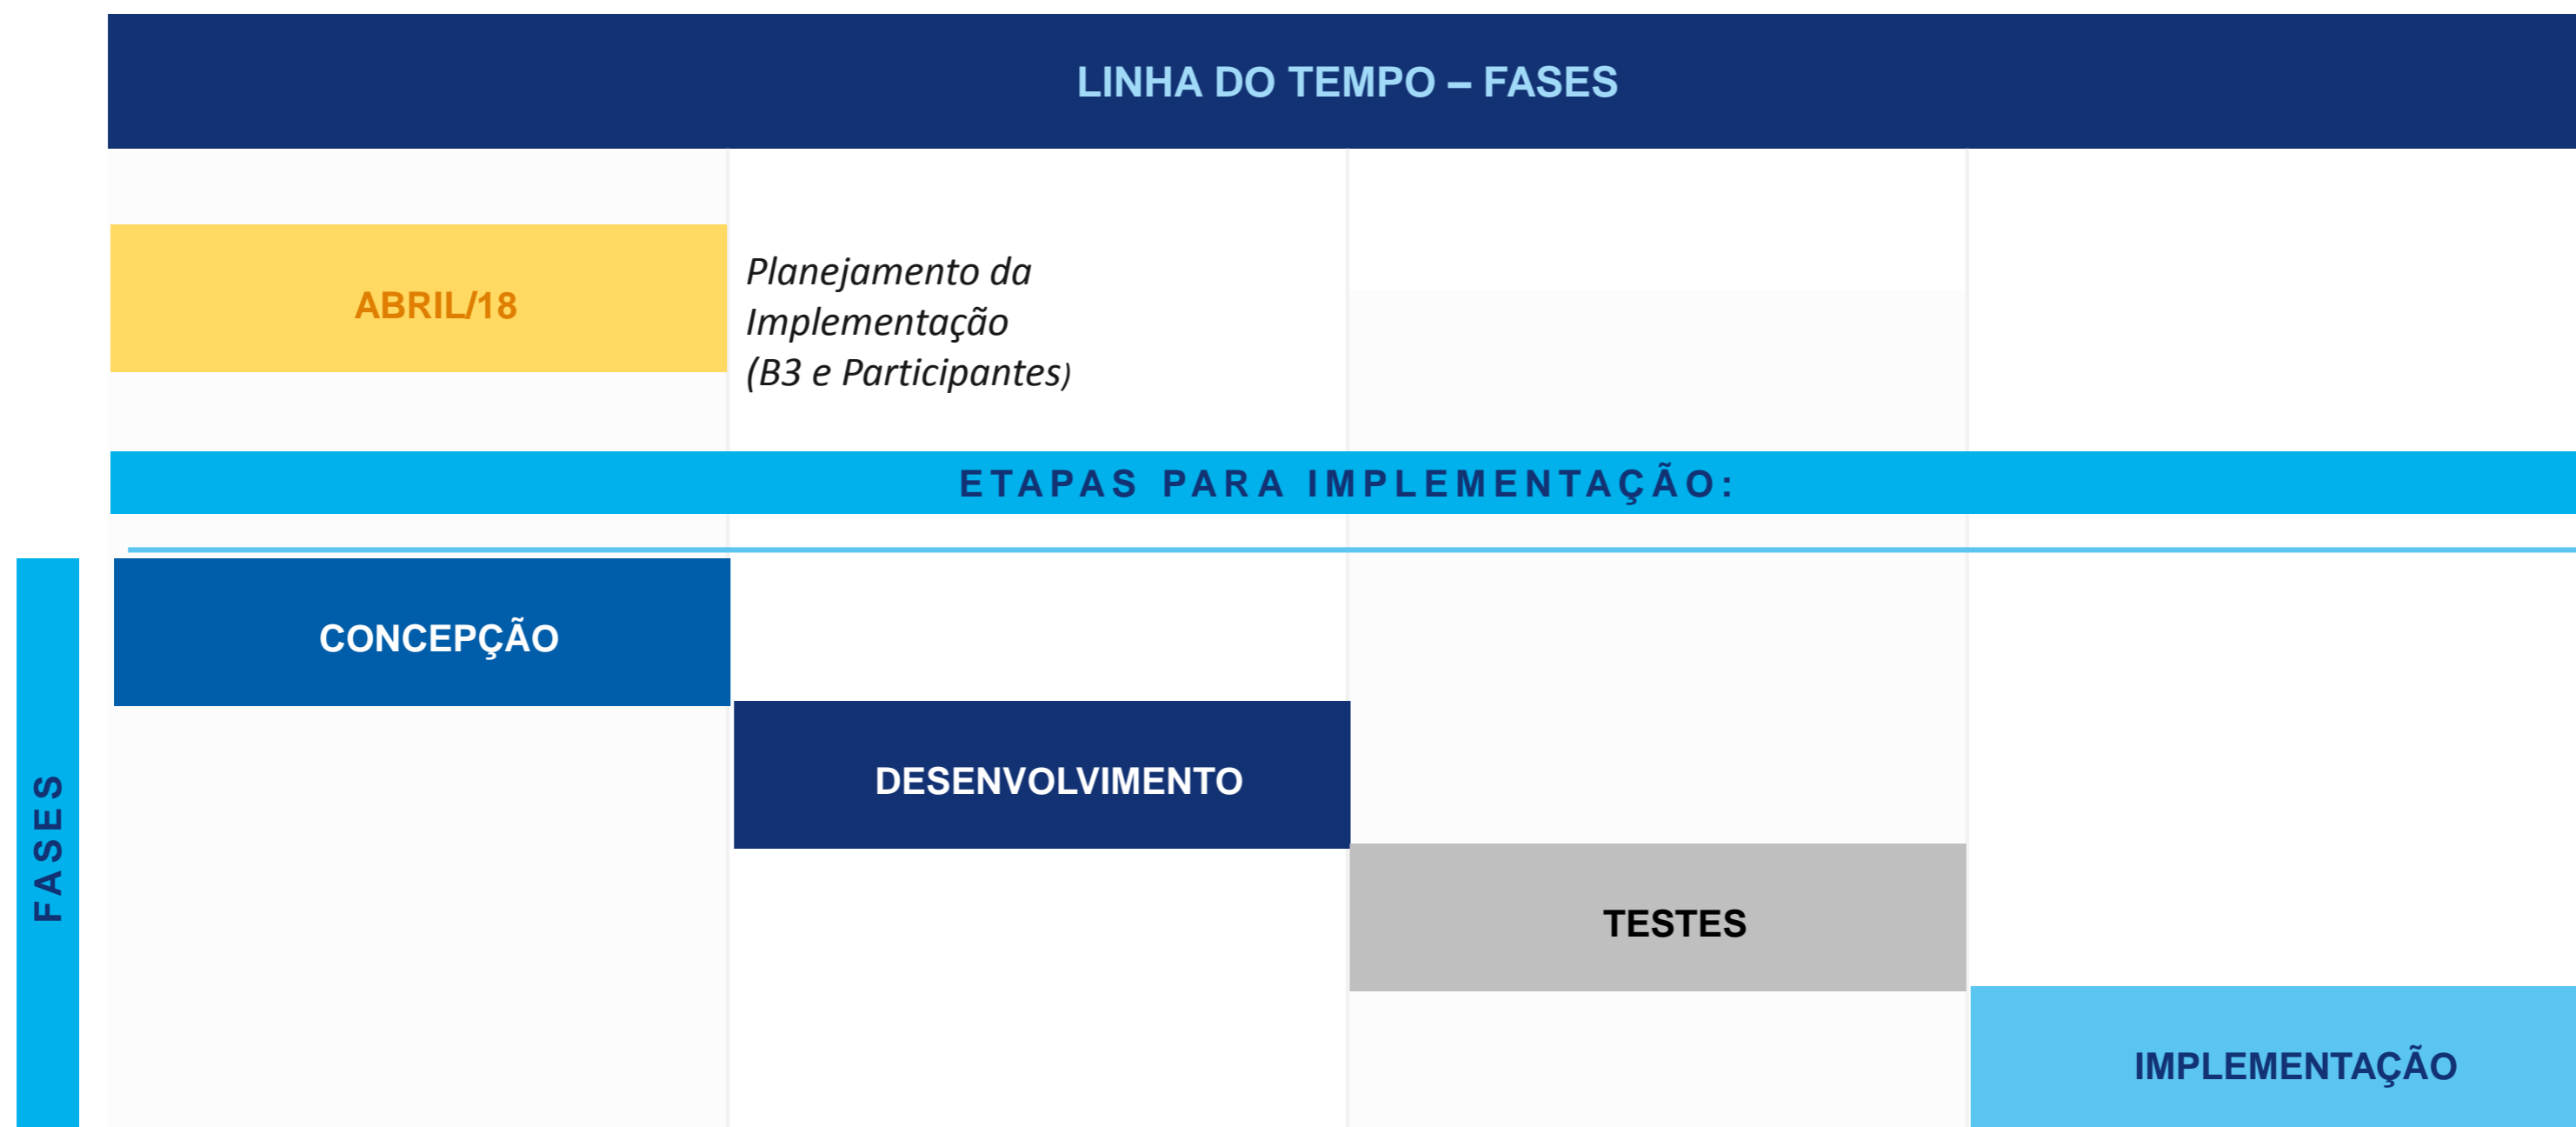 LINHA DO TEMPO – FASES
ABRIL/18
Planejamento da
Implementação
(B3 e Participantes)
ETAPAS PARA IMPLEMENTAÇÃO:
FASES
CONCEPÇÃO
DESENVOLVIMENTO
TESTES
IMPLEMENTAÇÃO